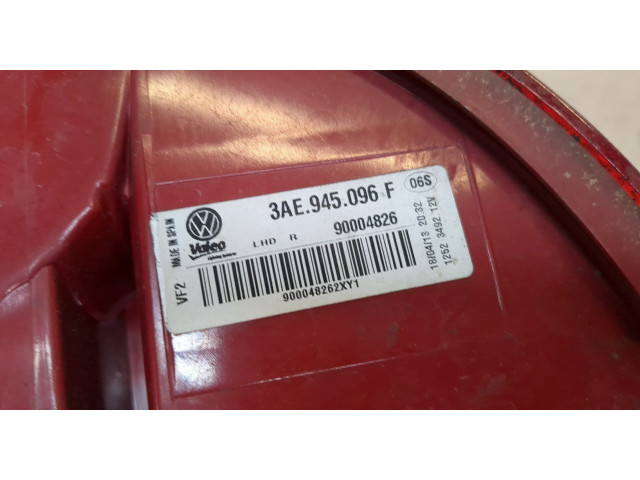 MADE IN SPAIN
VW
Valeo
3AE.945.096 F
06S
LHD R 90004826
VF2
900048262XY1
18/04/13 20:32
1252 3492 12V